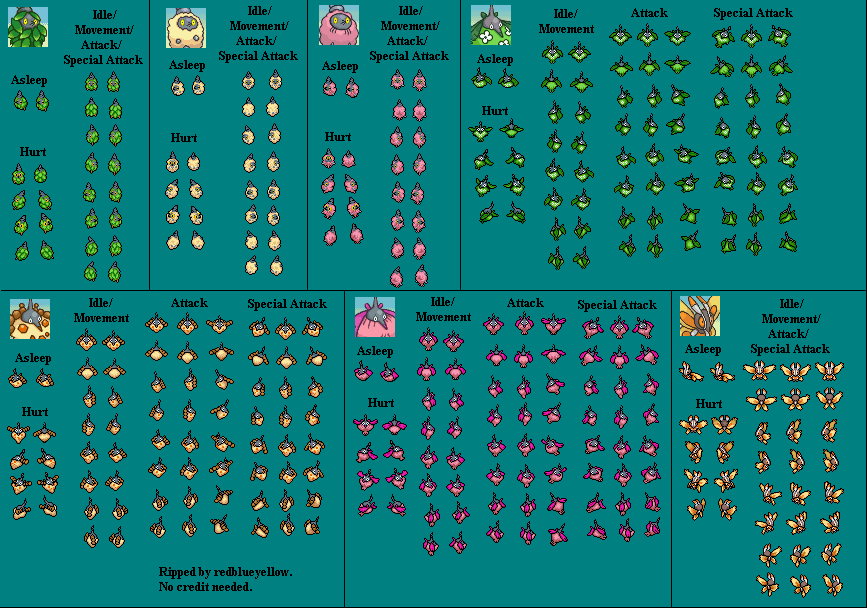 Idle/
Movement/
Attack/
Special Attack
Asleep
Hurt
Idle/
Movement/
Attack/
Special Attack
Asleep
Hurt
Idle/
Movement/
Attack/
Special Attack
Asleep
Hurt
Idle/
Movement
Attack
Special Attack
Asleep
Hurt
Idle/
Movement
Attack
Special Attack
Asleep
Hurt
Ripped by redblueyellow.
No credit needed.
Idle/
Movement
Attack
Special Attack
Asleep
Hurt
Idle/
Movement/
Attack/
Special Attack
Asleep
Hurt